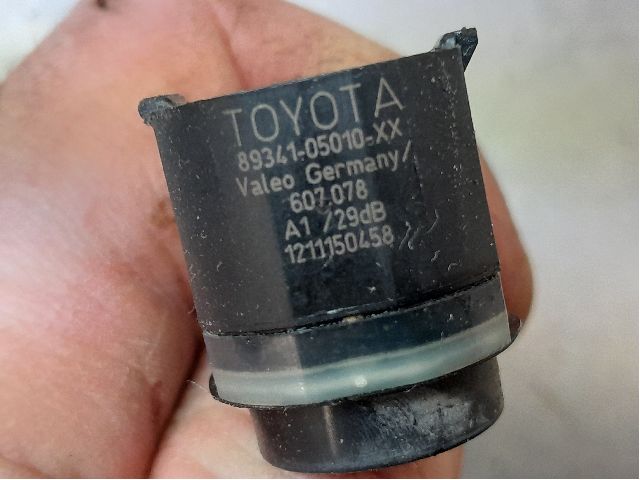 TOYOTA
89341-05010-XX
Valeo Germany/
607.078
A1 /29dB
1211150458